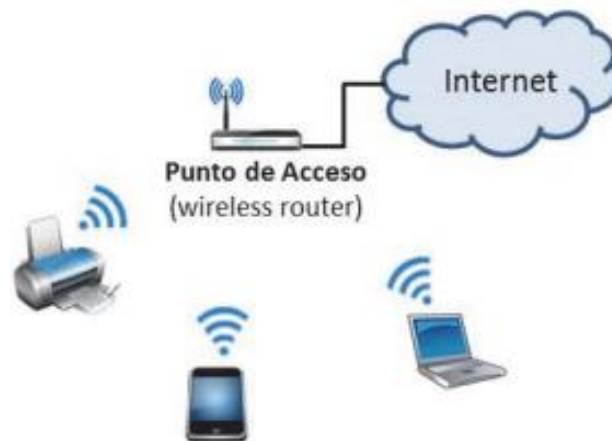 Internet
Punto de Acceso
(wireless router)